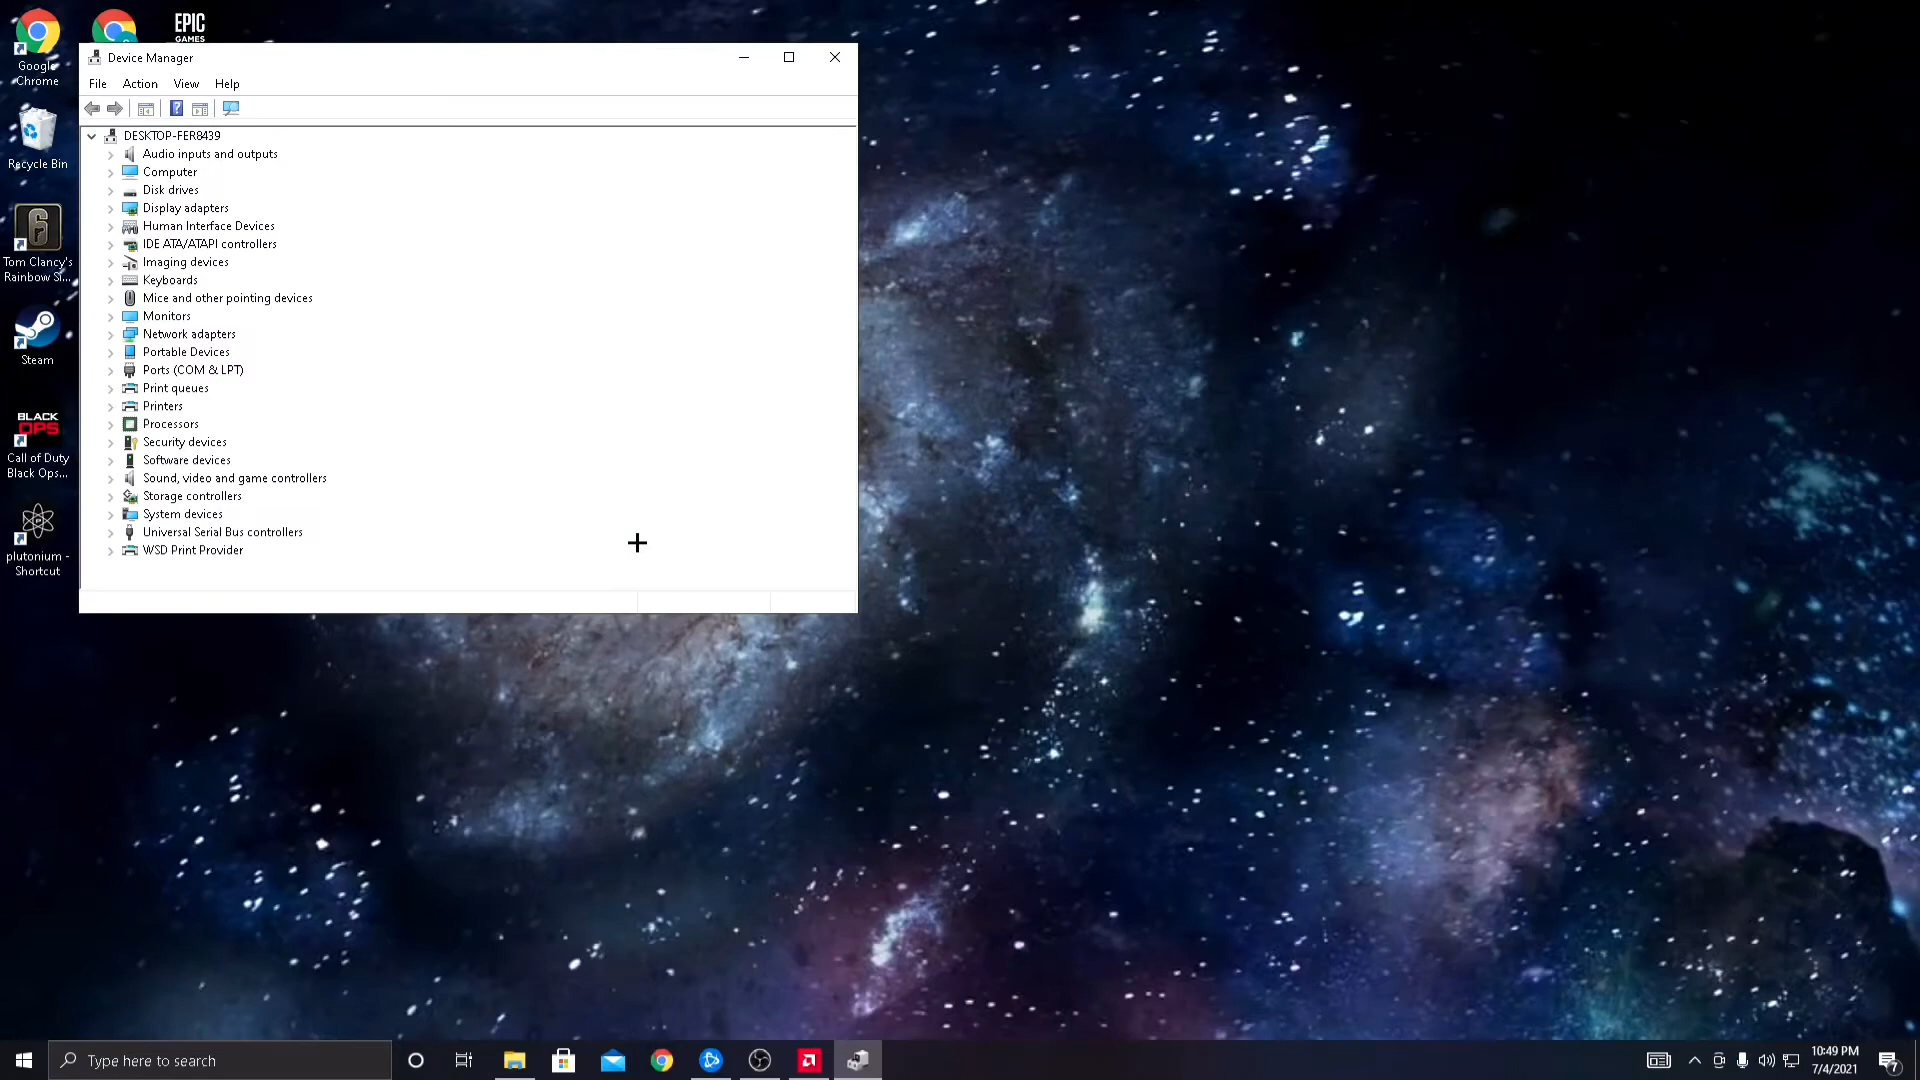 EPIC
GAMES
Google
Chrome
Recycle Bin
Tom Clancy's
Rainbow Si...
Steam
BLACK
OPS
Call of Duty
Black Ops...
plutonium -
Shortcut
Device Manager
File Action View Help
DESKTOP-FER8439
Audio inputs and outputs
Computer
Disk drives
Display adapters
Human Interface Devices
IDE ATA/ATAPI controllers
Imaging devices
Keyboards
Mice and other pointing devices
Monitors
Network adapters
Portable Devices
Ports (COM & LPT)
Print queues
Printers
Processors
Security devices
Software devices
Sound, video and game controllers
Storage controllers
System devices
Universal Serial Bus controllers
WSD Print Provider
Type here to search
10:49 PM
7/4/2021
7